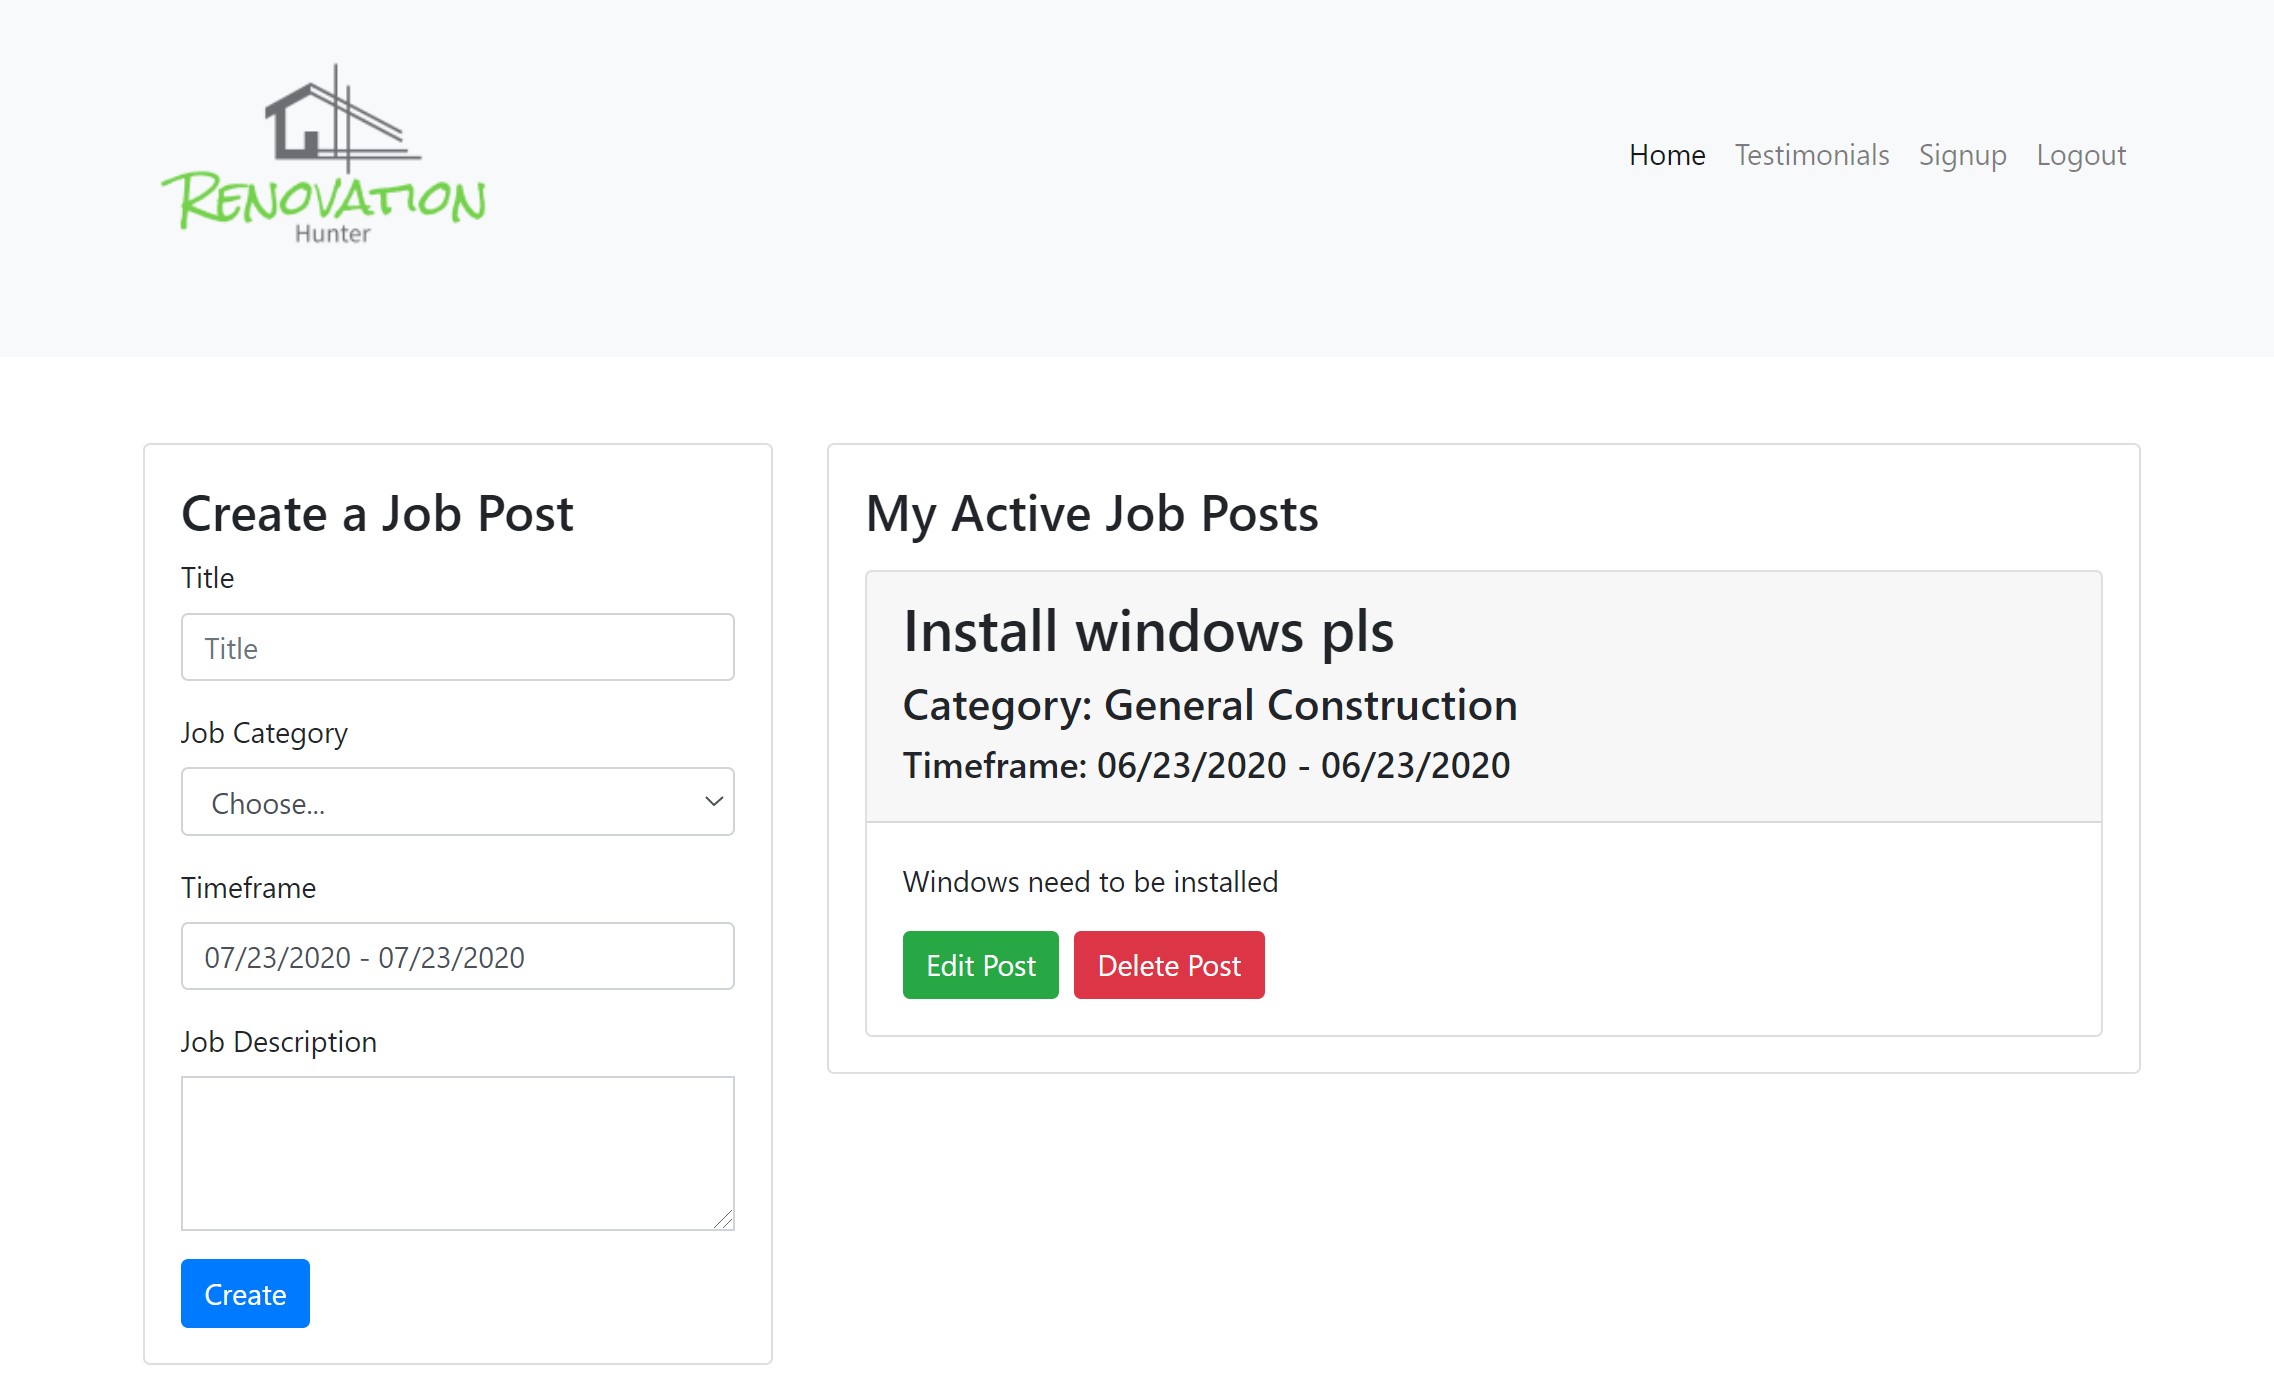 RENOVATION
Hunter
Home Testimonials Signup Logout
Create a Job Post
Title
Title
Job Category
Choose...
Timeframe
07/23/2020 - 07/23/2020
Job Description
Create
My Active Job Posts
Install windows pls
Category: General Construction
Timeframe: 06/23/2020 - 06/23/2020
Windows need to be installed
Edit Post Delete Post